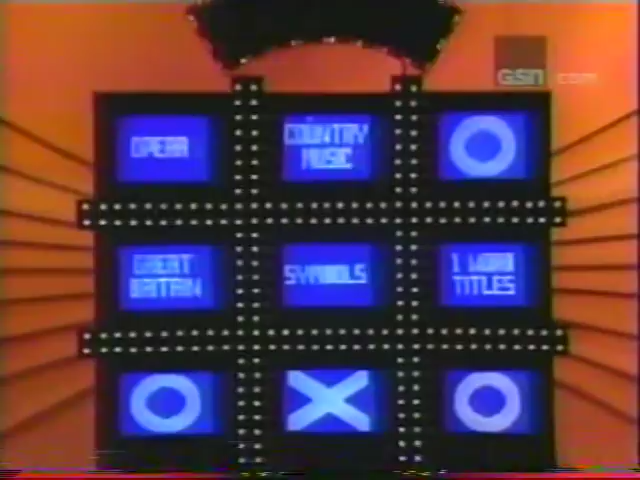 GSN.com
OPERA
COUNTRY
MUSIC
O
GREAT
BRITAIN
SYMBOLS
1 WORD
TITLES
O
X
O